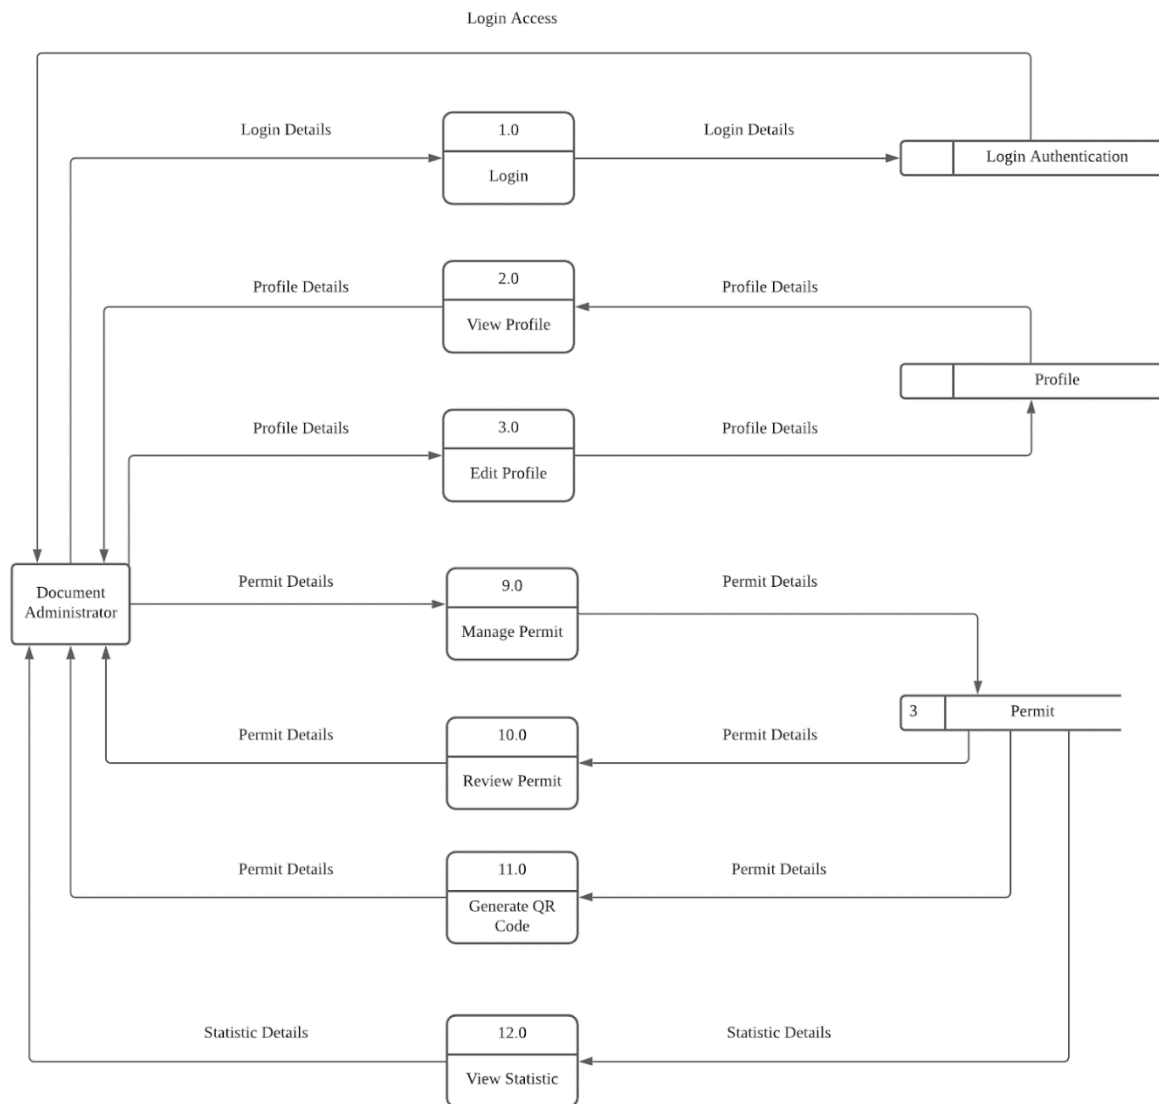 Login Access
Login Details
1.0
Login Details
Login
Login Authentication
Profile Details
2.0
Profile Details
View Profile
Profile
Profile Details
3.0
Profile Details
Edit Profile
Document
Administrator
Permit Details
9.0
Permit Details
Manage Permit
3
Permit
Permit Details
10.0
Permit Details
Review Permit
Permit Details
11.0
Permit Details
Generate QR
Code
Statistic Details
12.0
Statistic Details
View Statistic